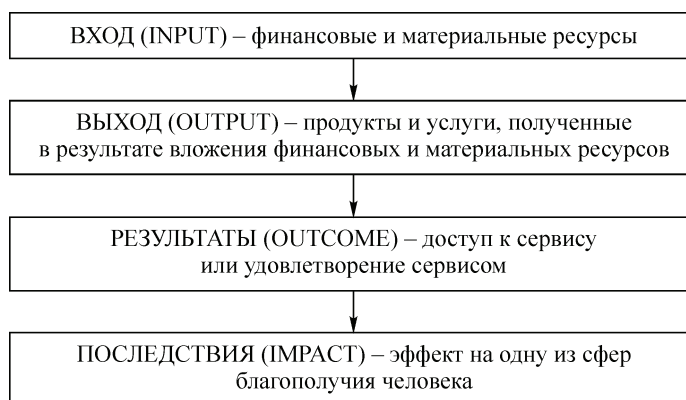 ВХОД (INPUT) – финансовые и материальные ресурсы
ВЫХОД (OUTPUT) – продукты и услуги, полученные
в результате вложения финансовых и материальных ресурсов
РЕЗУЛЬТАТЫ (OUTCOME) – доступ к сервису
или удовлетворение сервисом
ПОСЛЕДСТВИЯ (IMPACT) – эффект на одну из сфер
благополучия человека